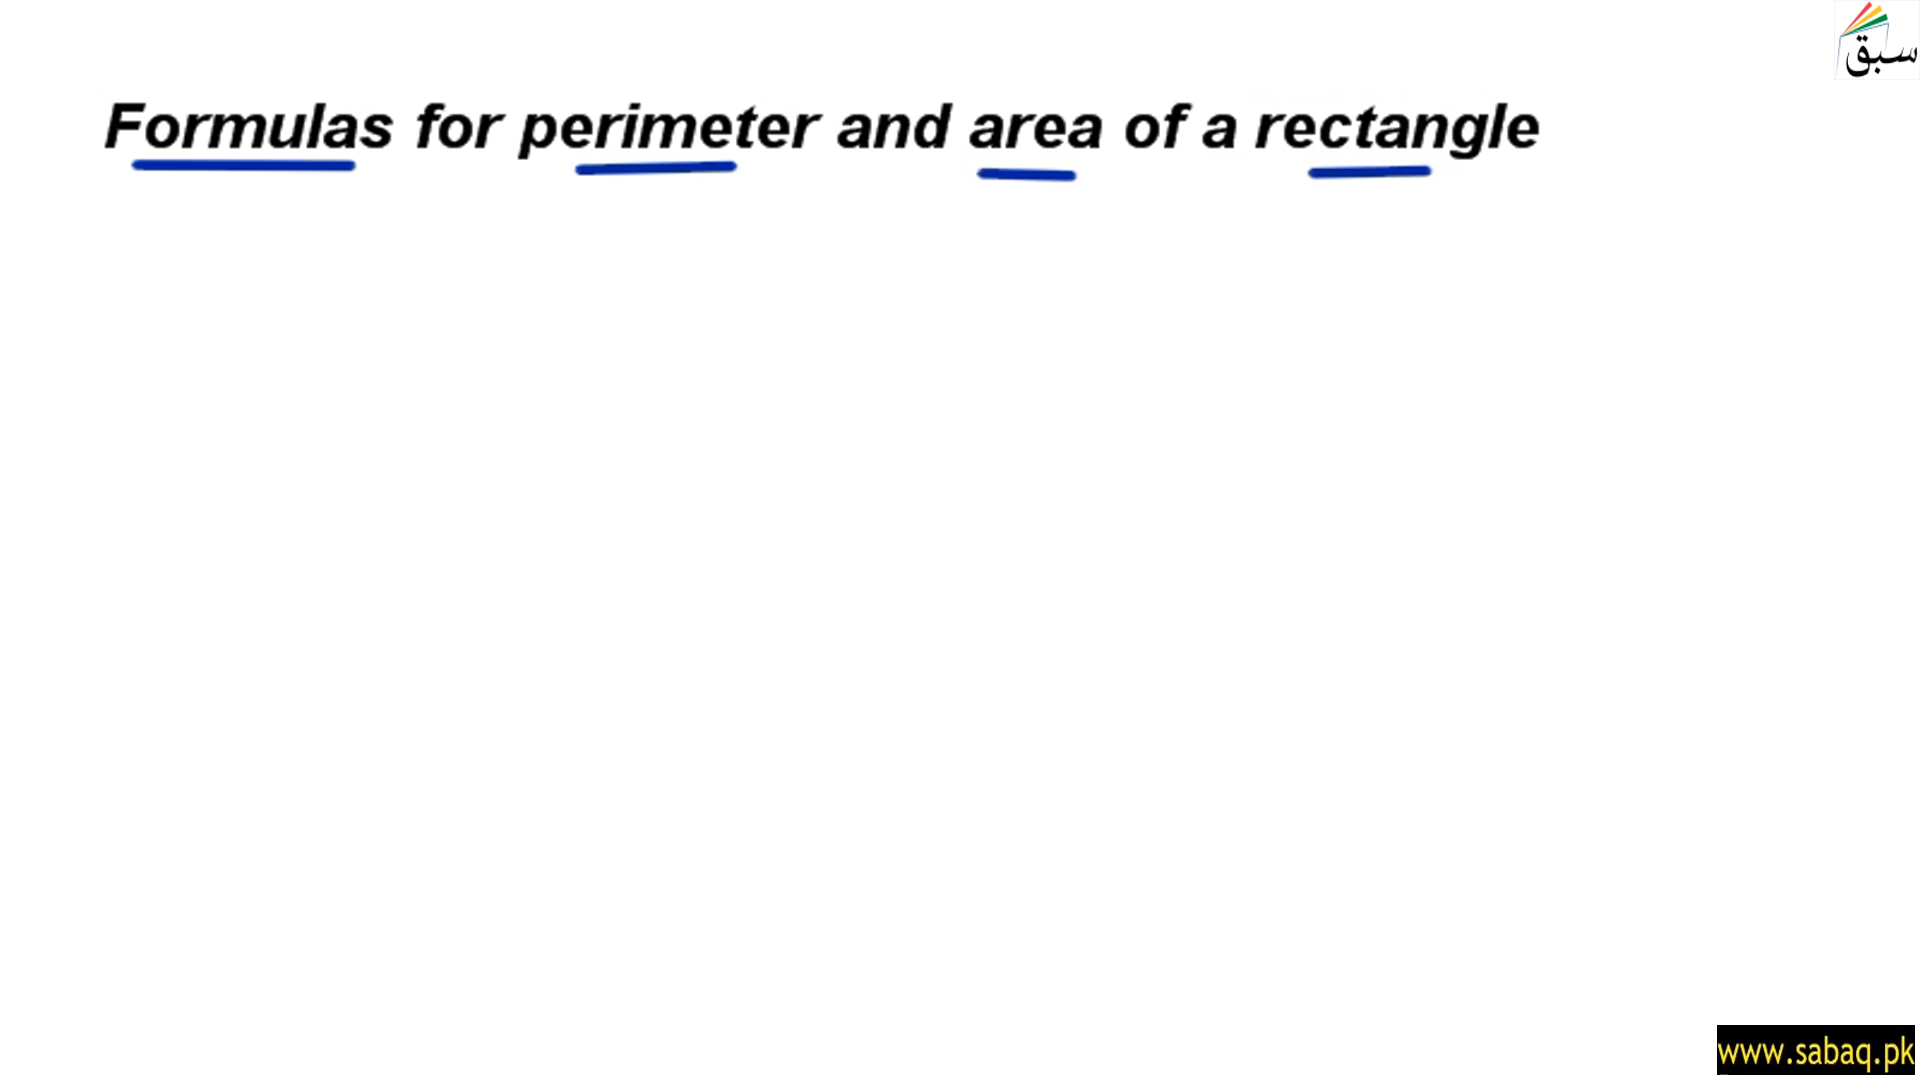 سبق
Formulas for perimeter and area of a rectangle
www.sabaq.pk